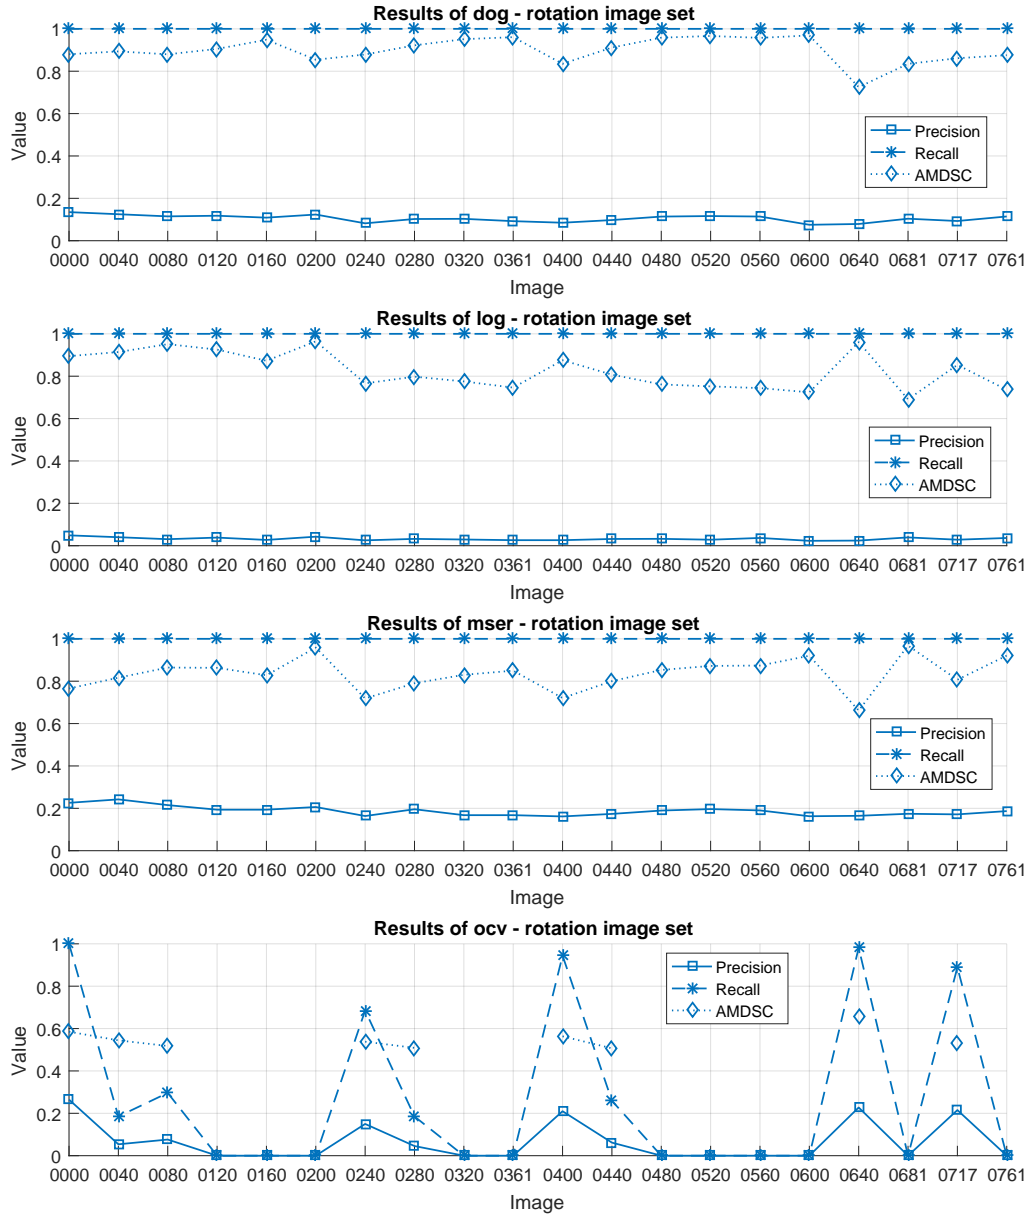 Results of dog - rotation image set
1
0.8
0.6
0.4
0.2
0
Value
Precision
Recall
AMDSC
0000 0040 0080 0120 0160 0200 0240 0280 0320 0361 0400 0440 0480 0520 0560 0600 0640 0681 0717 0761
Image
Results of log - rotation image set
1
0.8
0.6
0.4
0.2
0
Value
Precision
Recall
AMDSC
0000 0040 0080 0120 0160 0200 0240 0280 0320 0361 0400 0440 0480 0520 0560 0600 0640 0681 0717 0761
Image
Results of mser - rotation image set
1
0.8
0.6
0.4
0.2
0
Value
Precision
Recall
AMDSC
0000 0040 0080 0120 0160 0200 0240 0280 0320 0361 0400 0440 0480 0520 0560 0600 0640 0681 0717 0761
Image
Results of ocv - rotation image set
1
0.8
0.6
0.4
0.2
0
Value
Precision
Recall
AMDSC
0000 0040 0080 0120 0160 0200 0240 0280 0320 0361 0400 0440 0480 0520 0560 0600 0640 0681 0717 0761
Image